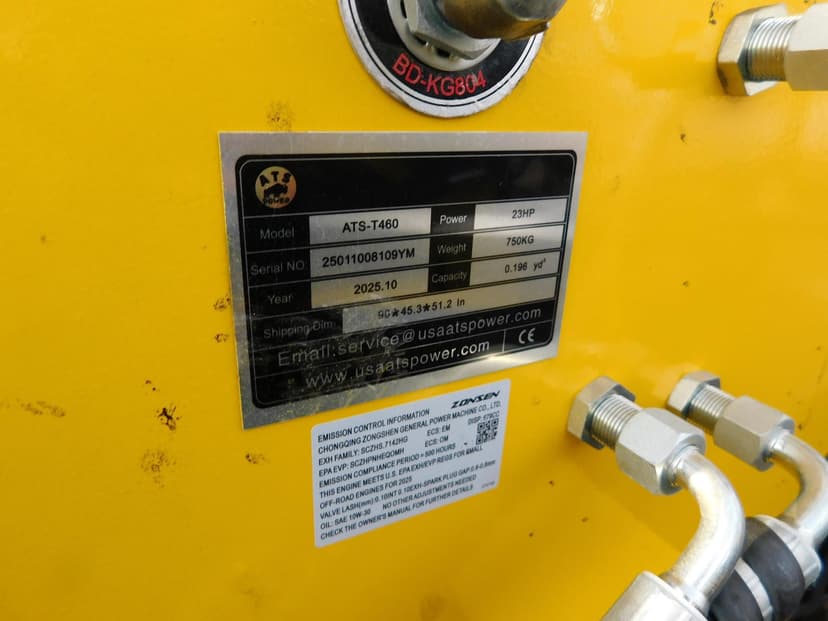 BD-KG804
ATS
POWER
Model ATS-T460 Power 23HP
Serial NO 25011008109YM Weight 750KG
Year 2025.10 Capacity 0.196 yd³
Shipping Dim 90*45.3*51.2 in
Email:service@usaatspower.com
www.usaatspower.com CE
ZONSEN
EMISSION CONTROL INFORMATION
CHONGQING ZONGSHEN GENERAL POWER MACHINE CO., LTD.
EXH FAMILY: SCZHS.7142HG ECS: EM DISP: 679CC
EPA EVP: SCZHPNHEQOMH ECS: OM
EMISSION COMPLIANCE PERIOD = 500 HOURS
THIS ENGINE MEETS U.S. EPA EXH/EVP REGS FOR SMALL
OFF-ROAD ENGINES FOR 2025
VALVE LASH(mm) 0.10INT 0.10EXH-SPARK PLUG GAP:0.6-0.8mm
OIL: SAE 10W-30 NO OTHER ADJUSTMENTS NEEDED
CHECK THE OWNER'S MANUAL FOR FURTHER DETAILS